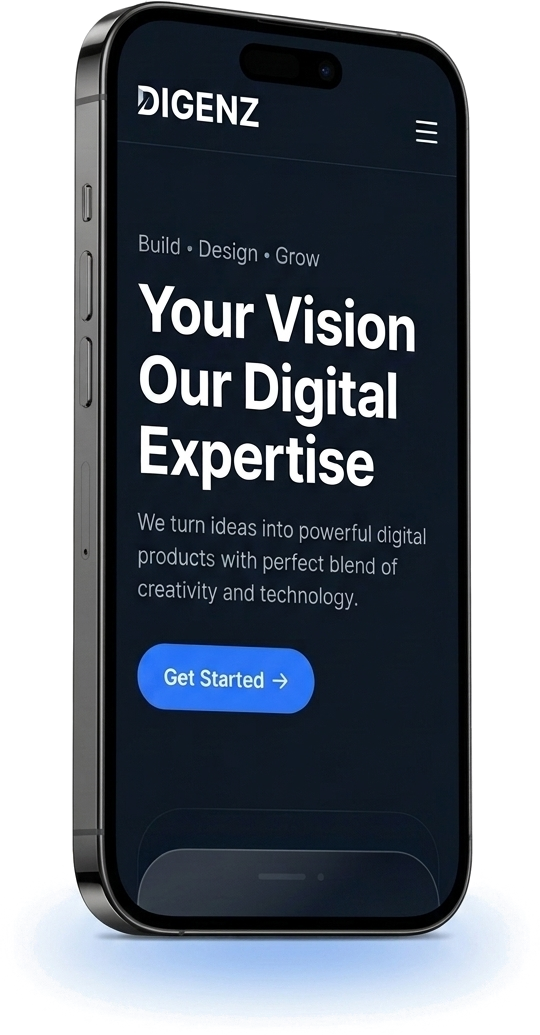 DIGENZ
Build • Design • Grow
Your Vision
Our Digital
Expertise
We turn ideas into powerful digital
products with perfect blend of
creativity and technology.
Get Started →